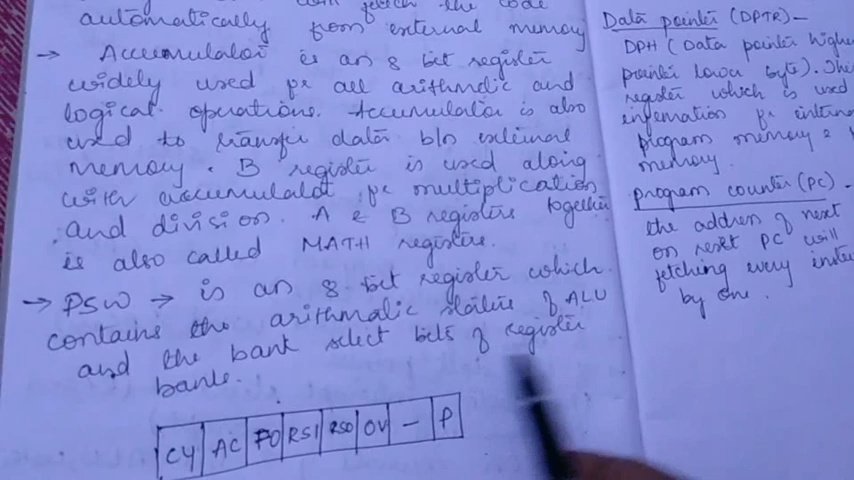 with fetch the code
automatically from external memory
→ Accumulator is an 8 bit register
widely used for all arithmetic and
logical operations. Accumulator is also
used to transfer data b/n external
memory. B register is used along
with accumulator for multiplication
and division. A & B registers together
is also called MATH registers.
→ PSW → is an 8 bit register which
contains the arithmatic status of ALU
and the bank select bits of register
banks.
CY AC F0 RS1 RS0 OV — P
Data pointer (DPTR) –
DPH (Data pointer higher
pointer lower byte). This
register which is used
information for
program memory &
memory.
program counter (PC) -
the address of next
on reset PC will
fetching every
by one.